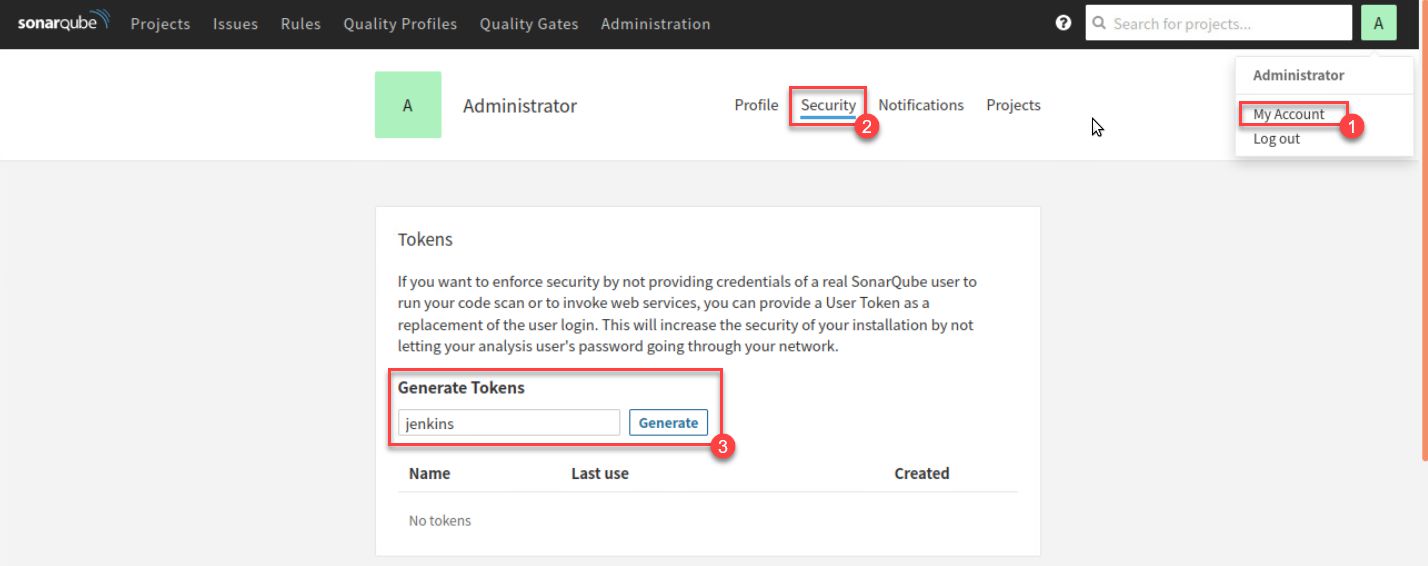 sonarqube Projects Issues Rules Quality Profiles Quality Gates Administration ? Search for projects... A
Administrator
My Account 1
Log out
A Administrator Profile Security 2 Notifications Projects
Tokens
If you want to enforce security by not providing credentials of a real SonarQube user to
run your code scan or to invoke web services, you can provide a User Token as a
replacement of the user login. This will increase the security of your installation by not
letting your analysis user's password going through your network.
Generate Tokens
jenkins Generate
3
Name Last use Created
No tokens